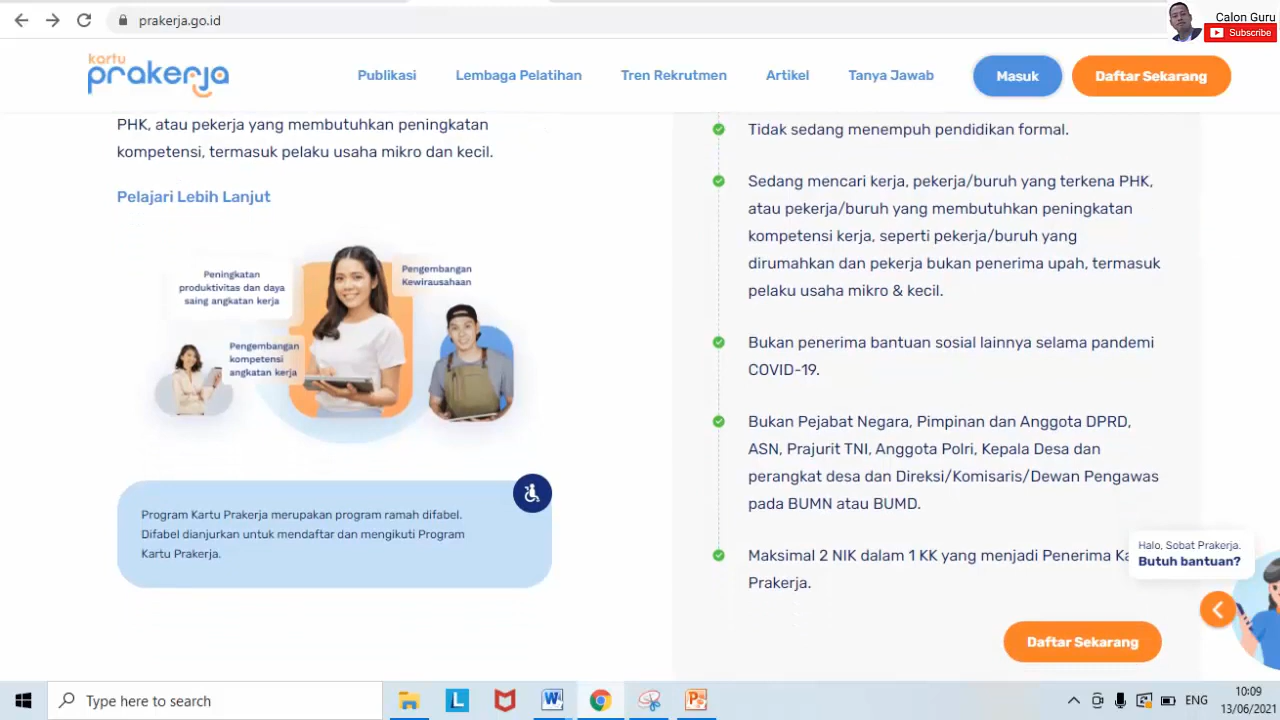 prakerja.go.id
Calon Guru
Subscribe
kartu
prakerja
Publikasi
Lembaga Pelatihan
Tren Rekrutmen
Artikel
Tanya Jawab
Masuk
Daftar Sekarang
PHK, atau pekerja yang membutuhkan peningkatan
kompetensi, termasuk pelaku usaha mikro dan kecil.
Pelajari Lebih Lanjut
Peningkatan
produktivitas dan daya
saing angkatan kerja
Pengembangan
Kewirausahaan
Pengembangan
kompetensi
angkatan kerja
Program Kartu Prakerja merupakan program ramah difabel.
Difabel dianjurkan untuk mendaftar dan mengikuti Program
Kartu Prakerja.
Tidak sedang menempuh pendidikan formal.
Sedang mencari kerja, pekerja/buruh yang terkena PHK,
atau pekerja/buruh yang membutuhkan peningkatan
kompetensi kerja, seperti pekerja/buruh yang
dirumahkan dan pekerja bukan penerima upah, termasuk
pelaku usaha mikro & kecil.
Bukan penerima bantuan sosial lainnya selama pandemi
COVID-19.
Bukan Pejabat Negara, Pimpinan dan Anggota DPRD,
ASN, Prajurit TNI, Anggota Polri, Kepala Desa dan
perangkat desa dan Direksi/Komisaris/Dewan Pengawas
pada BUMN atau BUMD.
Maksimal 2 NIK dalam 1 KK yang menjadi Penerima Ka
Prakerja.
Halo, Sobat Prakerja.
Butuh bantuan?
Daftar Sekarang
Type here to search
ENG
10:09
13/06/2021